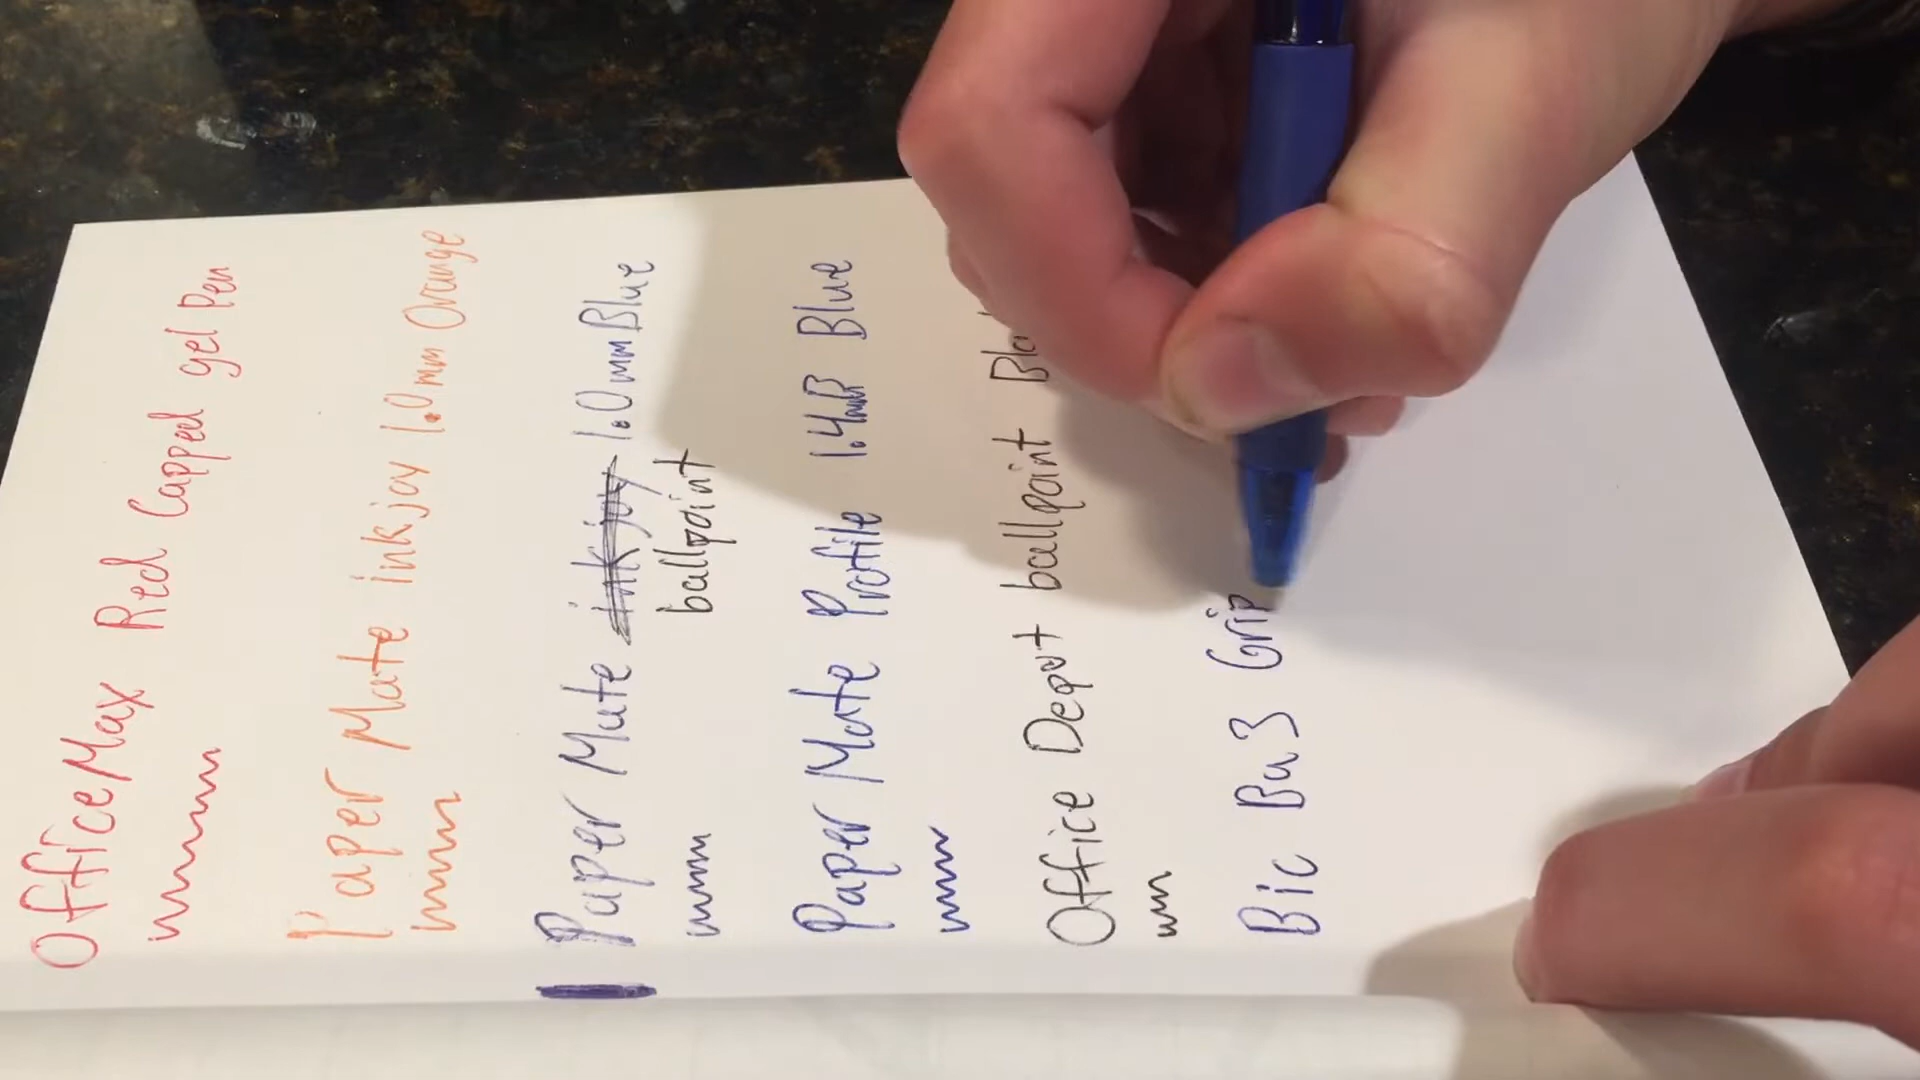 OfficeMax Red Capped gel Pen
Paper Mate inkjoy 1.0mm Orange
Paper Mate inkjoy 1.0mm Blue
ballpoint
Paper Mate Profile 1.4mB Blue
Office Depot ballpoint
Bic Bu3 Grip